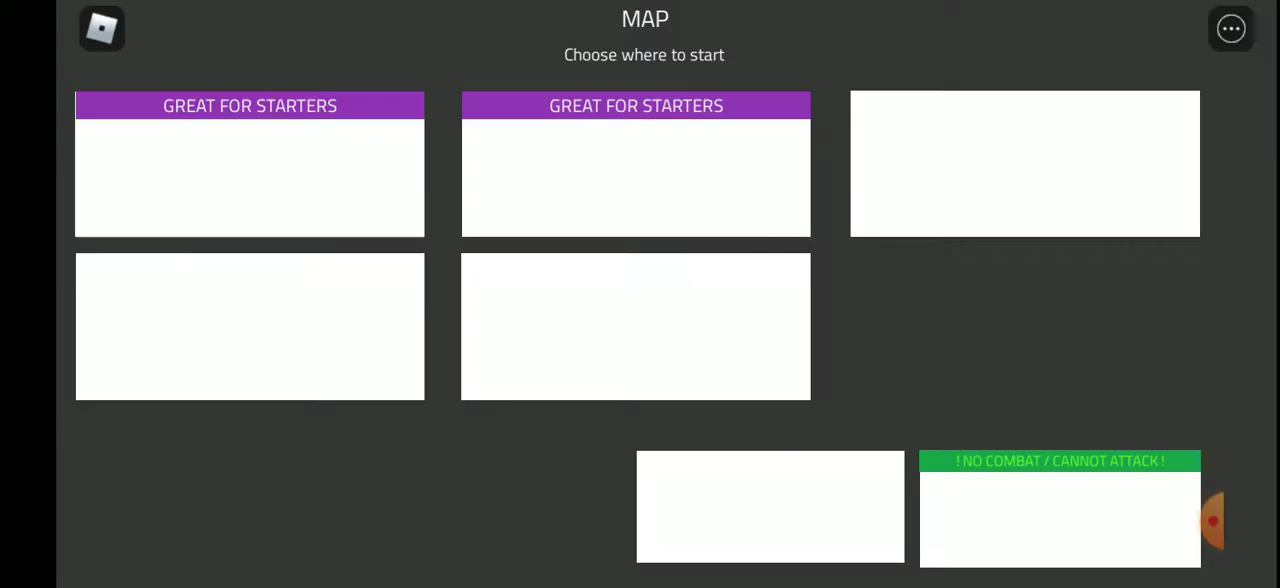 MAP
Choose where to start
GREAT FOR STARTERS
GREAT FOR STARTERS
! NO COMBAT / CANNOT ATTACK !